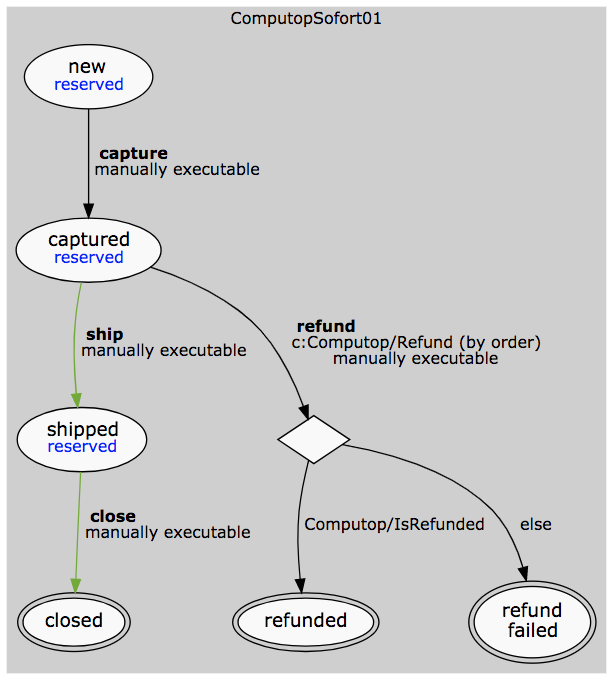 ComputopSofort01
new
reserved
capture
manually executable
captured
reserved
ship
manually executable
refund
c:Computop/Refund (by order)
manually executable
shipped
reserved
close
manually executable
Computop/IsRefunded
else
closed
refunded
refund
failed